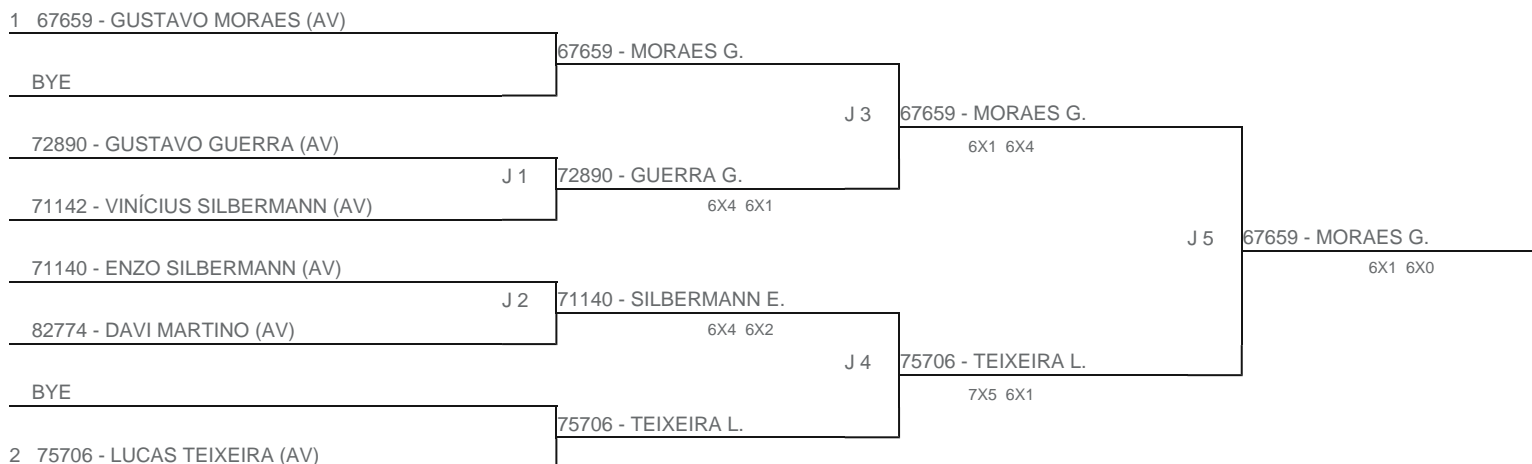 1 67659 - GUSTAVO MORAES (AV)
67659 - MORAES G.
BYE
J 3 67659 - MORAES G.
72890 - GUSTAVO GUERRA (AV)
6X1 6X4
J 1 72890 - GUERRA G.
71142 - VINÍCIUS SILBERMANN (AV)
6X4 6X1
J 5 67659 - MORAES G.
71140 - ENZO SILBERMANN (AV)
6X1 6X0
J 2 71140 - SILBERMANN E.
82774 - DAVI MARTINO (AV)
6X4 6X2
J 4 75706 - TEIXEIRA L.
BYE
7X5 6X1
75706 - TEIXEIRA L.
2 75706 - LUCAS TEIXEIRA (AV)